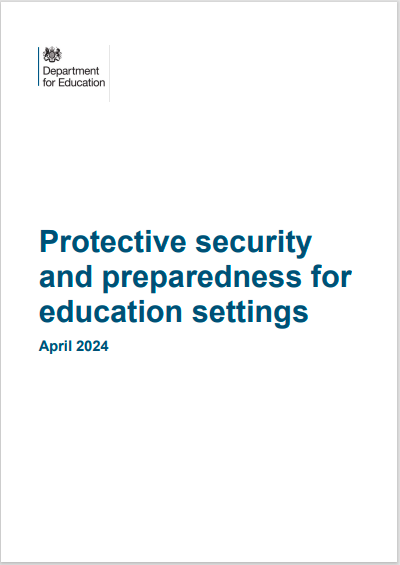 Department
for Education
Protective security
and preparedness for
education settings
April 2024